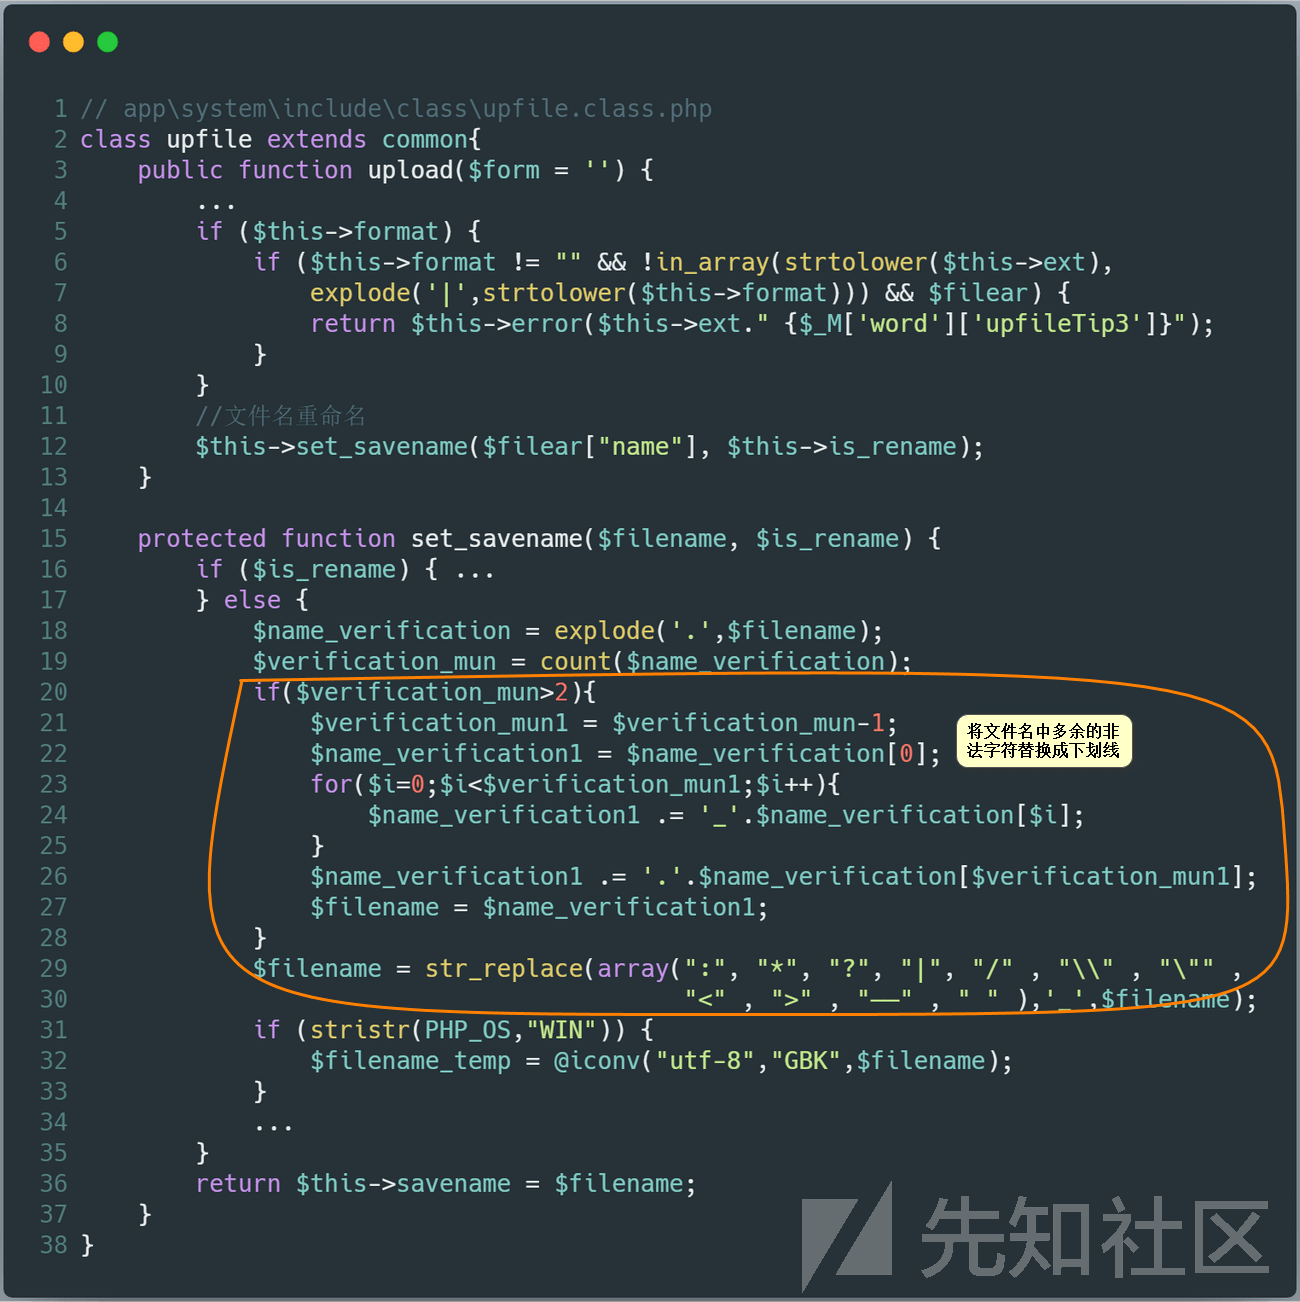 1 // app\system\include\class\upfile.class.php
2 class upfile extends common{
3     public function upload($form = '') {
4         ...
5         if ($this->format) {
6             if ($this->format != "" && !in_array(strtolower($this->ext),
7                 explode('|',strtolower($this->format))) && $filear) {
8                 return $this->error($this->ext." {$_M['word']['upfileTip3']}");
9             }
10         }
11         //文件名重命名
12         $this->set_savename($filear["name"], $this->is_rename);
13     }
14
15     protected function set_savename($filename, $is_rename) {
16         if ($is_rename) { ...
17         } else {
18             $name_verification = explode('.',$filename);
19             $verification_mun = count($name_verification);
20             if($verification_mun>2){
21                 $verification_mun1 = $verification_mun-1;
22                 $name_verification1 = $name_verification[0];
将文件名中多余的非
法字符替换成下划线
23                 for($i=0;$i<$verification_mun1;$i++){
24                     $name_verification1 .= '_'.$name_verification[$i];
25                 }
26                 $name_verification1 .= '.'.$name_verification[$verification_mun1];
27                 $filename = $name_verification1;
28             }
29             $filename = str_replace(array(":", "*", "?", "|", "/" , "\\" , "\"" ,
30                                           "<" , ">" , "——" , " " ),'_',$filename);
31             if (stristr(PHP_OS,"WIN")) {
32                 $filename_temp = @iconv("utf-8","GBK",$filename);
33             }
34             ...
35         }
36         return $this->savename = $filename;
37     }
38 }
先知社区